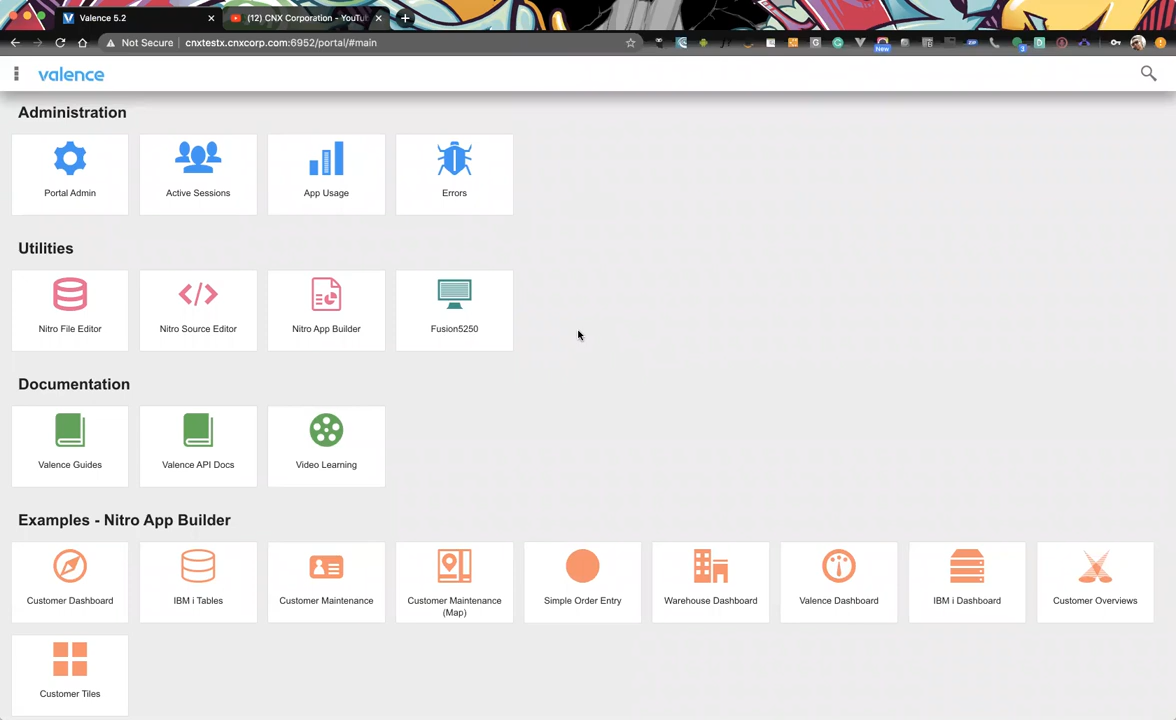 Valence 5.2
(12) CNX Corporation - YouTu
Not Secure cnxtestx.cnxcorp.com:6952/portal/#main
New
valence
Administration
Portal Admin
Active Sessions
App Usage
Errors
Utilities
Nitro File Editor
Nitro Source Editor
Nitro App Builder
Fusion5250
Documentation
Valence Guides
Valence API Docs
Video Learning
Examples - Nitro App Builder
Customer Dashboard
IBM i Tables
Customer Maintenance
Customer Maintenance
(Map)
Simple Order Entry
Warehouse Dashboard
Valence Dashboard
IBM i Dashboard
Customer Overviews
Customer Tiles